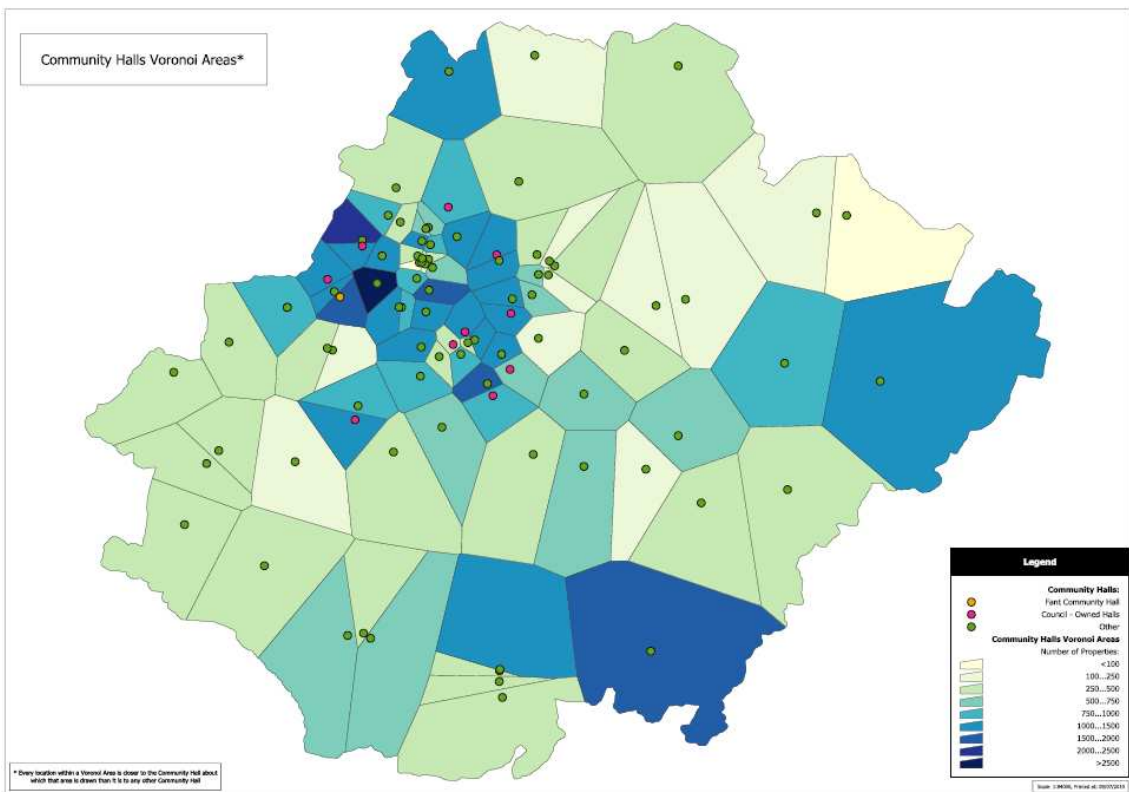 Community Halls Voronoi Areas*
Legend
Community Halls:
Fant Community Hall
Council - Owned Halls
Other
Community Halls Voronoi Areas
Number of Properties:
<100
100...250
250...500
500...750
750...1000
1000...1500
1500...2000
2000...2500
>2500
* Every location within a Voronoi Area is closer to the Community Hall about
which that area is drawn than it is to any other Community Hall